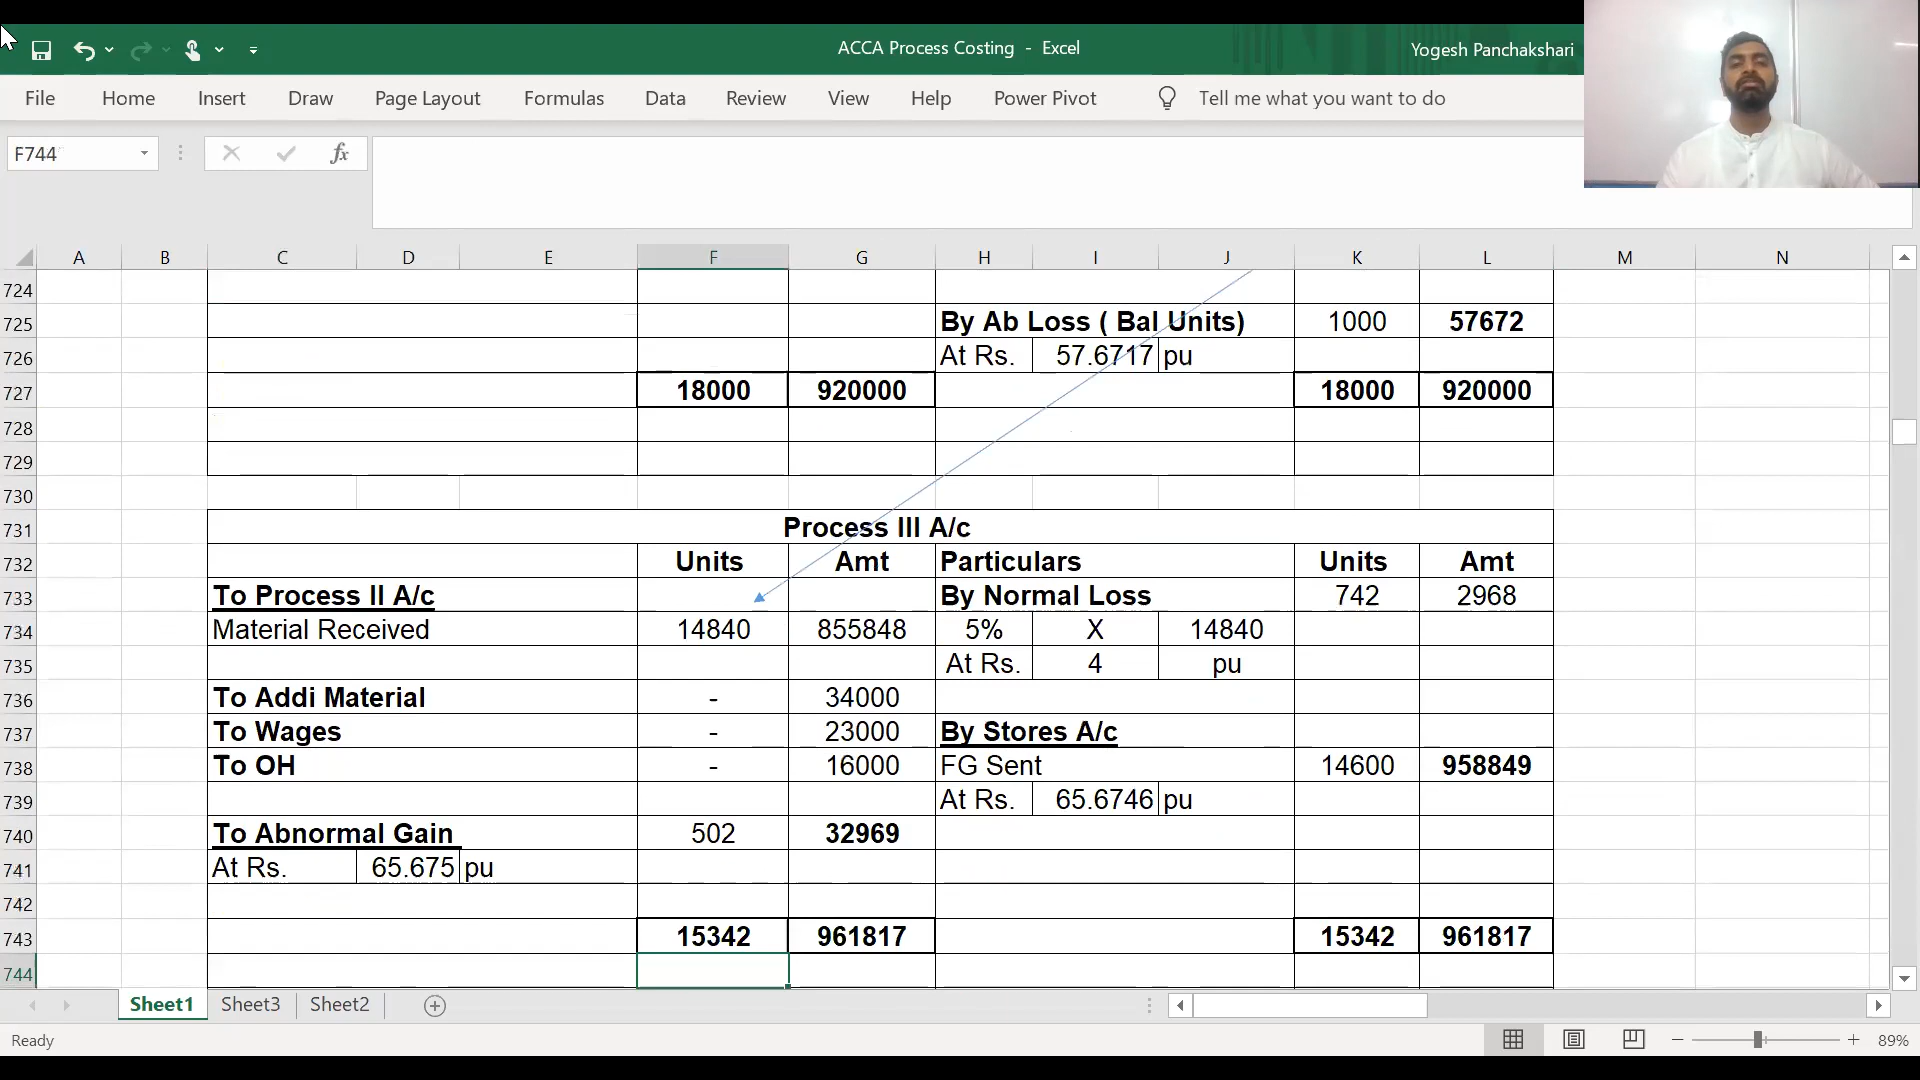 ACCA Process Costing - Excel
Yogesh Panchakshari
File Home Insert Draw Page Layout Formulas Data Review View Help Power Pivot Tell me what you want to do
F744 fx
A B C D E F G H I J K L M N
724
725 By Ab Loss ( Bal Units) 1000 57672
726 At Rs. 57.6717 pu
727 18000 920000 18000 920000
728
729
730
731 Process III A/c
732 Units Amt Particulars Units Amt
733 To Process II A/c By Normal Loss 742 2968
734 Material Received 14840 855848 5% X 14840
735 At Rs. 4 pu
736 To Addi Material - 34000
737 To Wages - 23000 By Stores A/c
738 To OH - 16000 FG Sent 14600 958849
739 At Rs. 65.6746 pu
740 To Abnormal Gain 502 32969
741 At Rs. 65.675 pu
742
743 15342 961817 15342 961817
744
Sheet1 Sheet3 Sheet2
Ready 89%